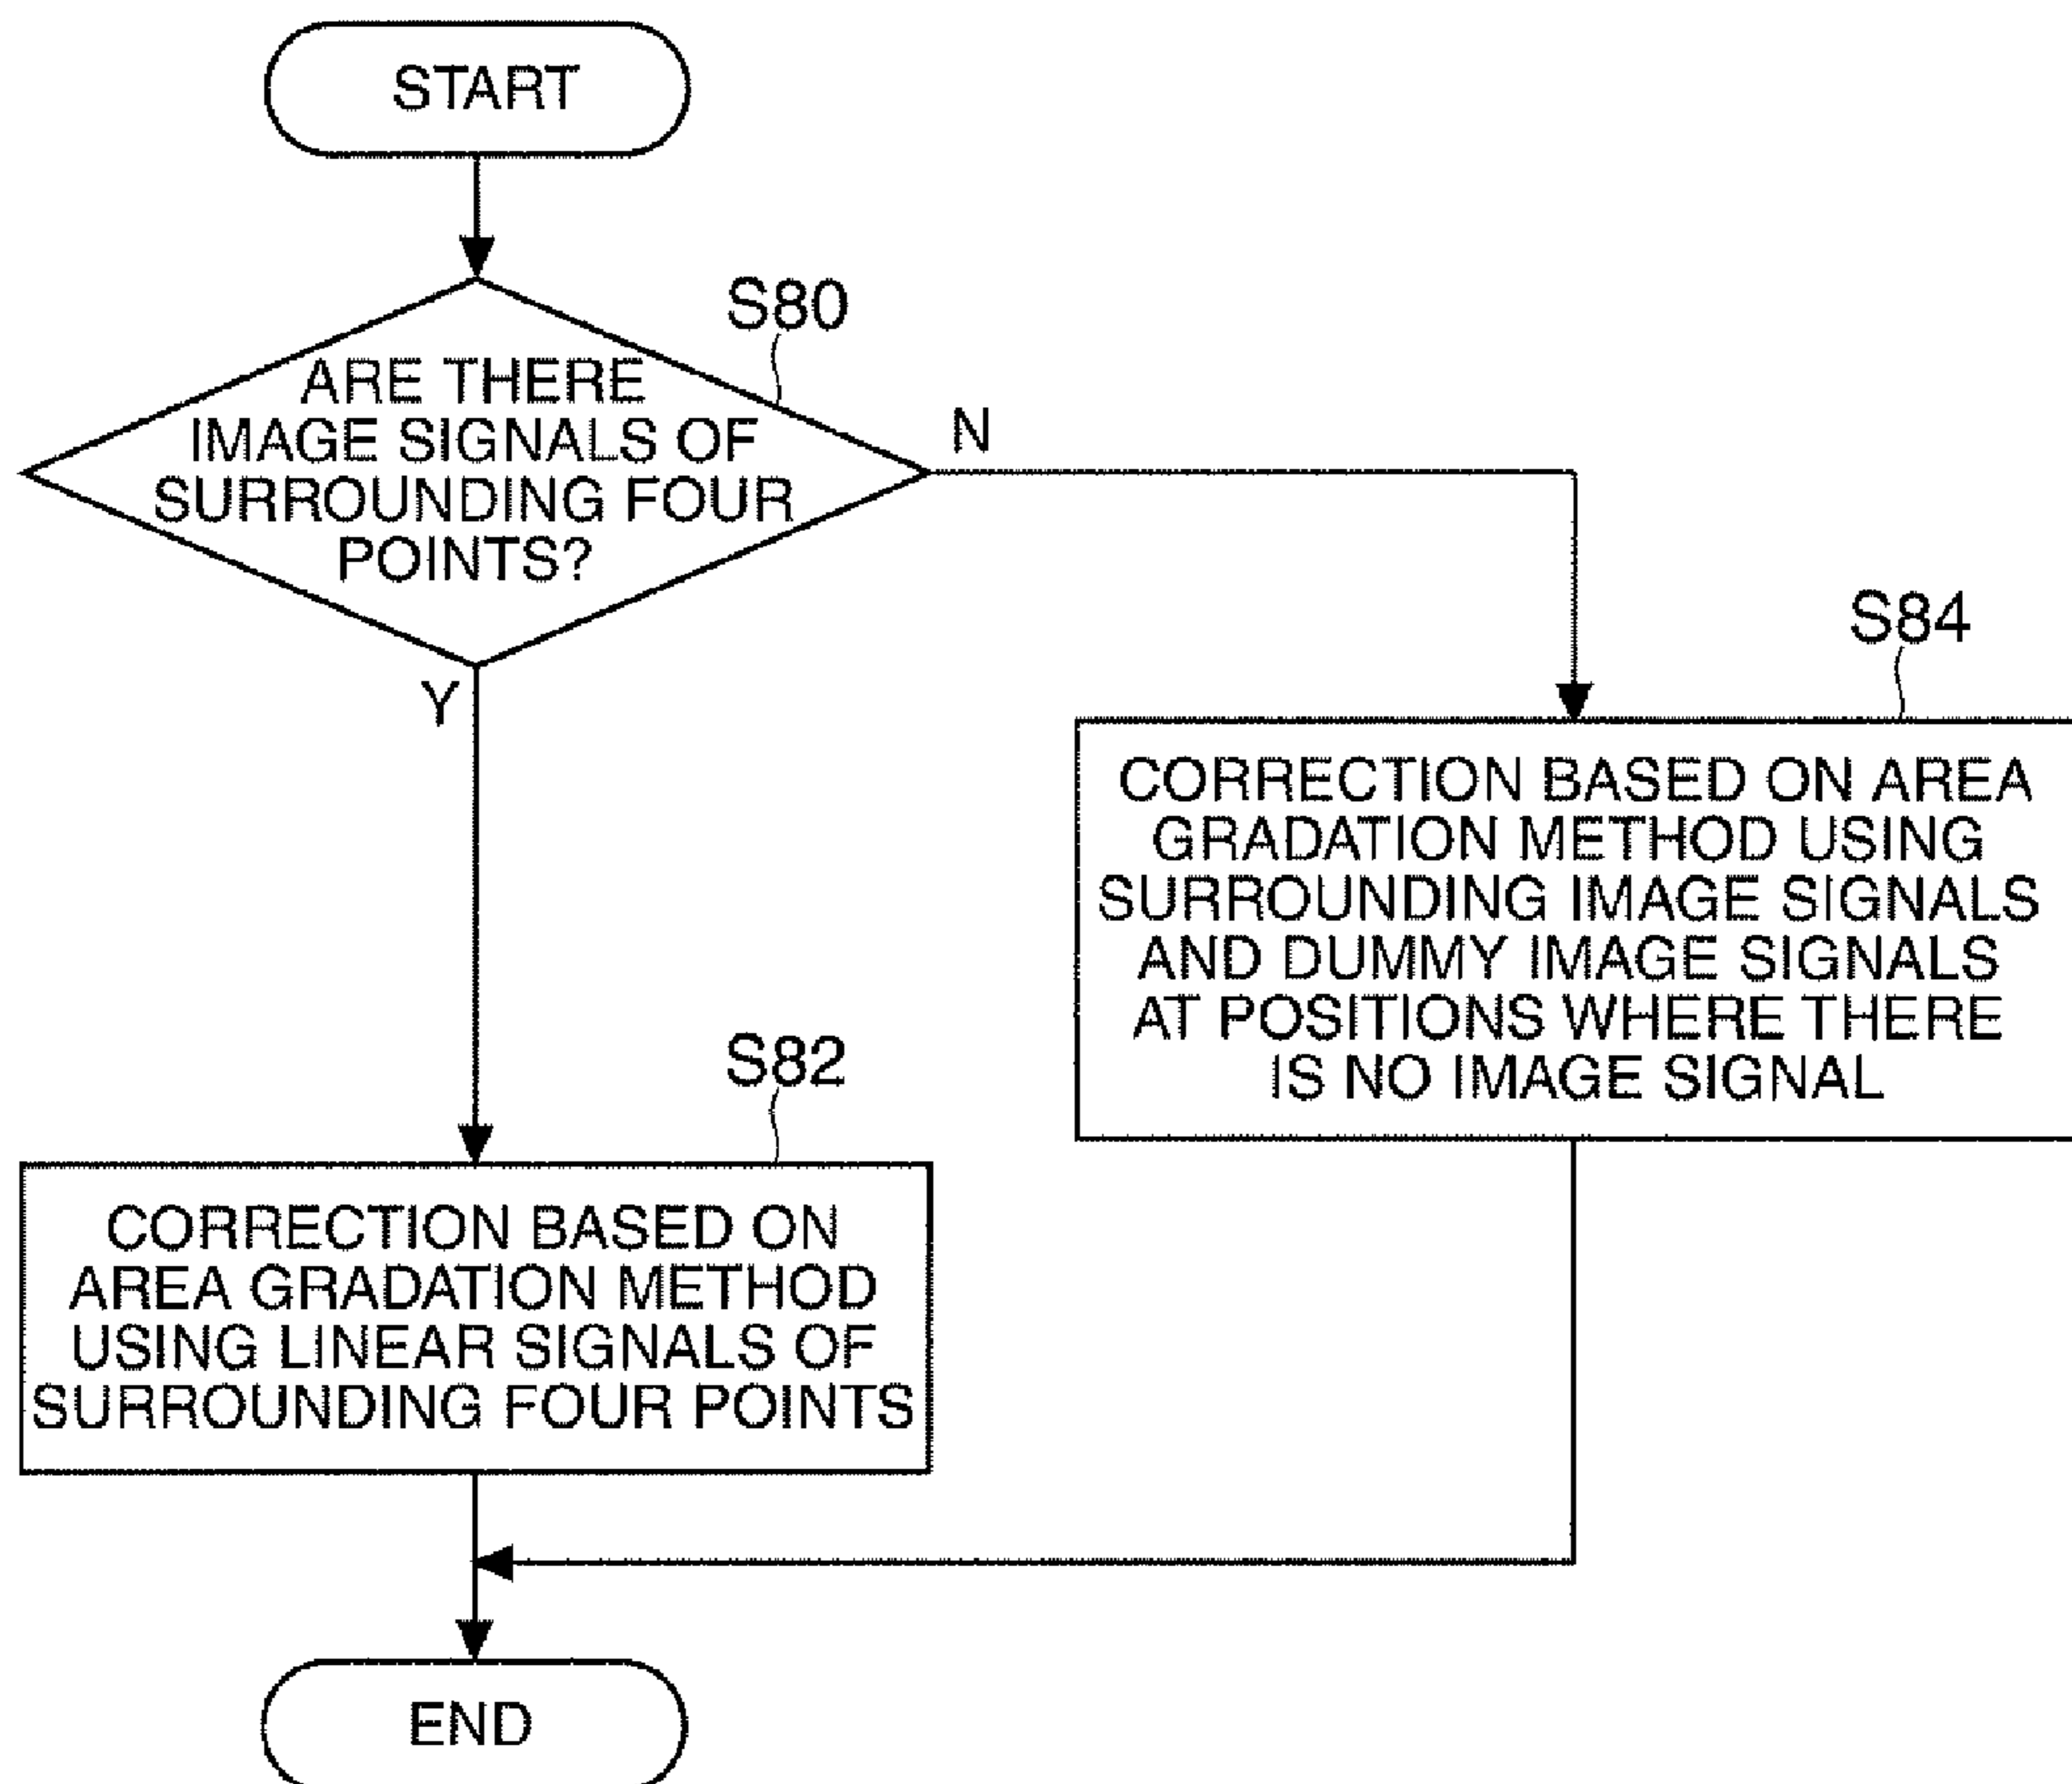 START
S80
ARE THERE
IMAGE SIGNALS OF
SURROUNDING FOUR
POINTS?
N
Y
S84
CORRECTION BASED ON AREA
GRADATION METHOD USING
SURROUNDING IMAGE SIGNALS
AND DUMMY IMAGE SIGNALS
AT POSITIONS WHERE THERE
IS NO IMAGE SIGNAL
S82
CORRECTION BASED ON
AREA GRADATION METHOD
USING LINEAR SIGNALS OF
SURROUNDING FOUR POINTS
END